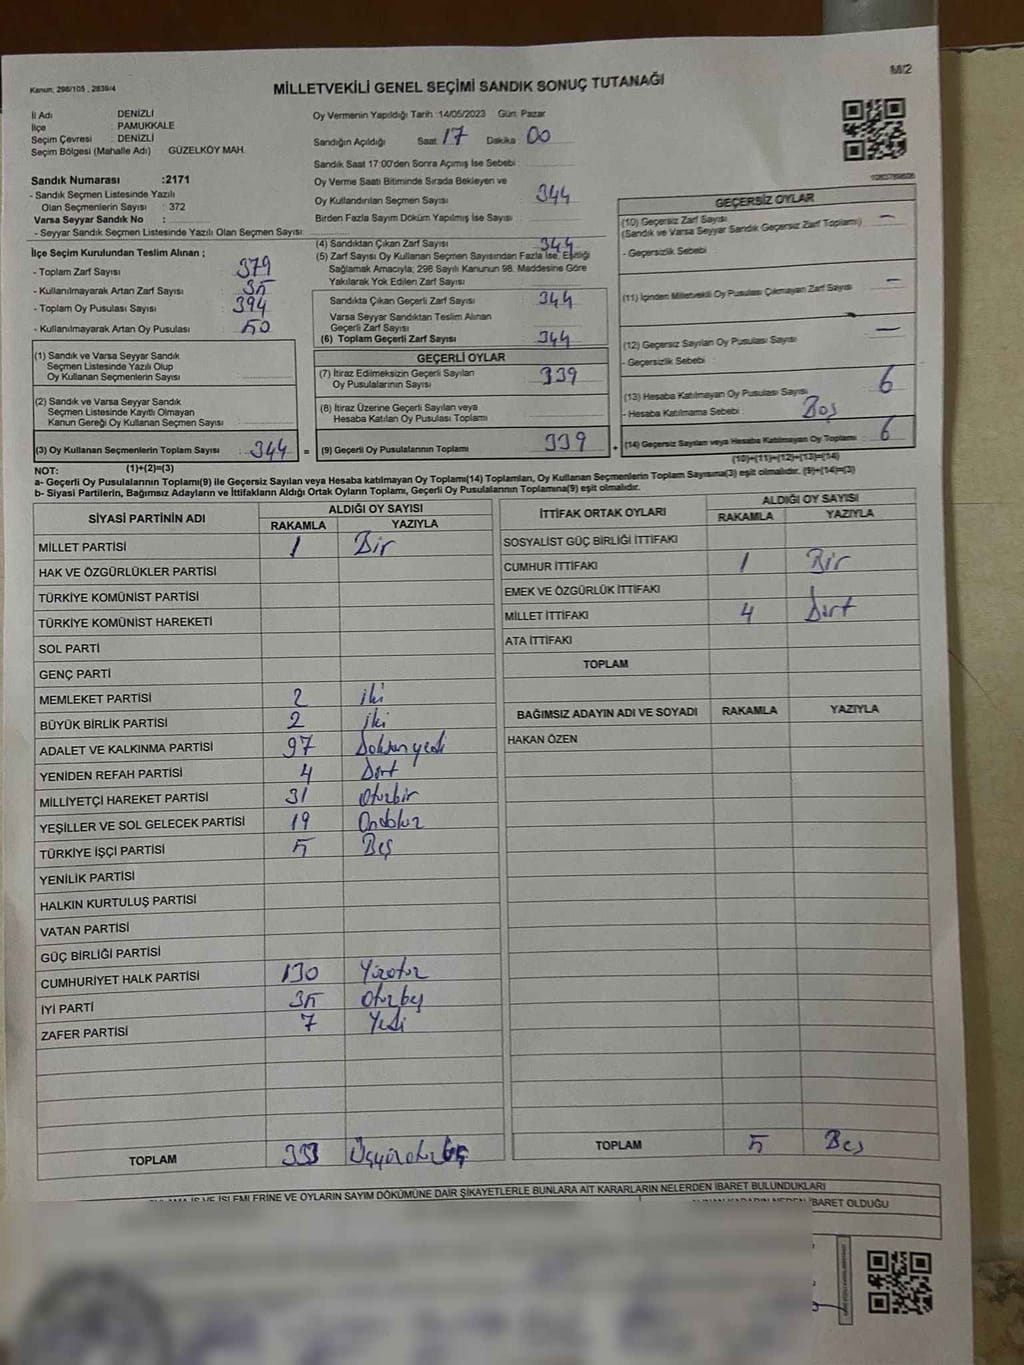 M/2
Kanun: 298/105 , 2839/4
MİLLETVEKİLİ GENEL SEÇİMİ SANDIK SONUÇ TUTANAĞI
İl Adı DENİZLİ
İlçe PAMUKKALE
Seçim Çevresi : DENİZLİ
Seçim Bölgesi (Mahalle Adı) GÜZELKÖY MAH.
Sandık Numarası :2171
- Sandık Seçmen Listesinde Yazılı
Olan Seçmenlerin Sayısı : 372
Varsa Seyyar Sandık No :
- Seyyar Sandık Seçmen Listesinde Yazılı Olan Seçmen Sayısı:
İlçe Seçim Kurulundan Teslim Alınan ;
- Toplam Zarf Sayısı : 379
- Kullanılmayarak Artan Zarf Sayısı : 35
- Toplam Oy Pusulası Sayısı : 394
- Kullanılmayarak Artan Oy Pusulası : 50
(1) Sandık ve Varsa Seyyar Sandık
Seçmen Listesinde Yazılı Olup
Oy Kullanan Seçmenlerin Sayısı :
(2) Sandık ve Varsa Seyyar Sandık
Seçmen Listesinde Kayıtlı Olmayan
Kanun Gereği Oy Kullanan Seçmen Sayısı :
(3) Oy Kullanan Seçmenlerin Toplam Sayısı : 344 =
Oy Vermenin Yapıldığı Tarih :14/05/2023 Gün: Pazar
Sandığın Açıldığı Saat: 17 Dakika: 00
Sandık Saat 17:00'den Sonra Açımış İse Sebebi :
Oy Verme Saati Bitiminde Sırada Bekleyen ve
Oy Kullandırılan Seçmen Sayısı : 344
Birden Fazla Sayım Döküm Yapılmış İse Sayısı :
(4) Sandıktan Çıkan Zarf Sayısı : 344
(5) Zarf Sayısı Oy Kullanan Seçmen Sayısından Fazla İse, Eşitliği
Sağlamak Amacıyla; 298 Sayılı Kanunun 98. Maddesine Göre
Yakılarak Yok Edilen Zarf Sayısı :
Sandıkta Çıkan Geçerli Zarf Sayısı : 344
Varsa Seyyar Sandıktan Teslim Alınan
Geçerli Zarf Sayısı :
(6) Toplam Geçerli Zarf Sayısı : 344
GEÇERLİ OYLAR
(7) İtiraz Edilmeksizin Geçerli Sayılan
Oy Pusulalarının Sayısı : 339
(8) İtiraz Üzerine Geçerli Sayılan veya
Hesaba Katılan Oy Pusulası Toplamı :
(9) Geçerli Oy Pusulalarının Toplamı : 339 +
GEÇERSİZ OYLAR
(10) Geçersiz Zarf Sayısı
(Sandık ve Varsa Seyyar Sandık Geçersiz Zarf Toplamı) : –
- Geçersizlik Sebebi :
(11) İçinden Milletvekili Oy Pusulası Çıkmayan Zarf Sayısı : –
(12) Geçersiz Sayılan Oy Pusulası Sayısı : –
- Geçersizlik Sebebi :
(13) Hesaba Katılmayan Oy Pusulası Sayısı : 6
- Hesaba Katılmama Sebebi : Boş
(14) Geçersiz Sayılan veya Hesaba Katılmayan Oy Toplamı : 6
(10)+(11)+(12)+(13)=(14)
NOT: (1)+(2)=(3)
a- Geçerli Oy Pusulalarının Toplamı(9) ile Geçersiz Sayılan veya Hesaba katılmayan Oy Toplamı(14) Toplamları, Oy Kullanan Seçmenlerin Toplam Sayısına(3) eşit olmalıdır. (9)+(14)=(3)
b- Siyasi Partilerin, Bağımsız Adayların ve İttifakların Aldığı Ortak Oyların Toplamı, Geçerli Oy Pusulalarının Toplamına(9) eşit olmalıdır.
SİYASİ PARTİNİN ADI ALDIĞI OY SAYISI
RAKAMLA YAZIYLA
MİLLET PARTİSİ 1 Bir
HAK VE ÖZGÜRLÜKLER PARTİSİ
TÜRKİYE KOMÜNİST PARTİSİ
TÜRKİYE KOMÜNİST HAREKETİ
SOL PARTİ
GENÇ PARTİ
MEMLEKET PARTİSİ 2 iki
BÜYÜK BİRLİK PARTİSİ 2 iki
ADALET VE KALKINMA PARTİSİ 97 Doksanyedi
YENİDEN REFAH PARTİSİ 4 Dört
MİLLİYETÇİ HAREKET PARTİSİ 31 Otuzbir
YEŞİLLER VE SOL GELECEK PARTİSİ 19 Ondokuz
TÜRKİYE İŞÇİ PARTİSİ 5 Beş
YENİLİK PARTİSİ
HALKIN KURTULUŞ PARTİSİ
VATAN PARTİSİ
GÜÇ BİRLİĞİ PARTİSİ
CUMHURİYET HALK PARTİSİ 130 Yüzotuz
İYİ PARTİ 35 Otuzbeş
ZAFER PARTİSİ 7 Yedi
TOPLAM 333
İTTİFAK ORTAK OYLARI ALDIĞI OY SAYISI
RAKAMLA YAZIYLA
SOSYALİST GÜÇ BİRLİĞİ İTTİFAKI
CUMHUR İTTİFAKI 1 Bir
EMEK VE ÖZGÜRLÜK İTTİFAKI
MİLLET İTTİFAKI 4 Dört
ATA İTTİFAKI
TOPLAM
BAĞIMSIZ ADAYIN ADI VE SOYADI RAKAMLA YAZIYLA
HAKAN ÖZEN
TOPLAM 5 Beş
İŞLEMLERİNE VE OYLARIN SAYIM DÖKÜMÜNE DAİR ŞİKAYETLERLE BUNLARA AİT KARARLARIN NELERDEN İBARET BULUNDUKLARI
KARARIN NEDEN İBARET OLDUĞU